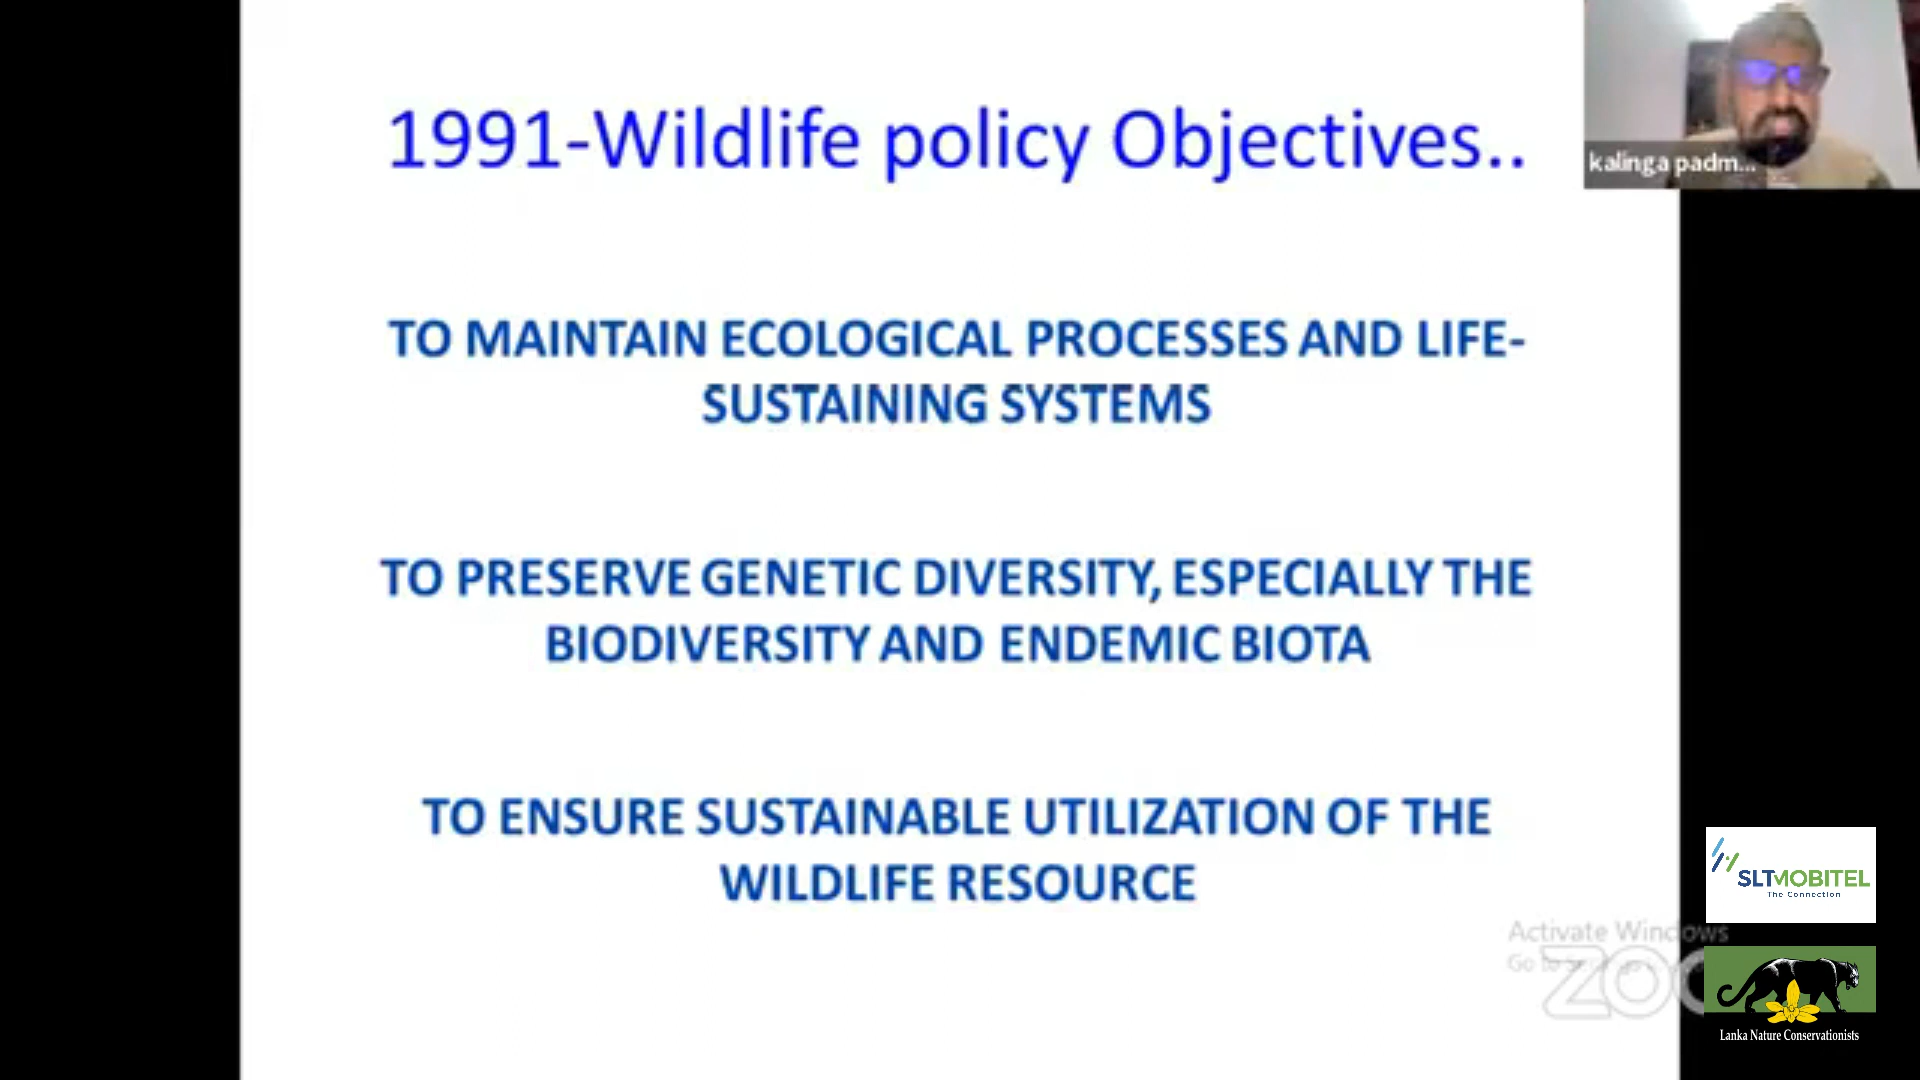 1991-Wildlife policy Objectives..
kalinga padm...
TO MAINTAIN ECOLOGICAL PROCESSES AND LIFE-
SUSTAINING SYSTEMS
TO PRESERVE GENETIC DIVERSITY, ESPECIALLY THE
BIODIVERSITY AND ENDEMIC BIOTA
TO ENSURE SUSTAINABLE UTILIZATION OF THE
WILDLIFE RESOURCE
SLTMOBITEL
The Connection
Activate Windows
Go to
Lanka Nature Conservationists